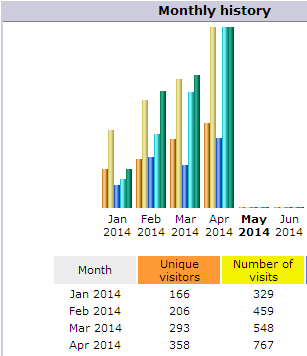 Monthly history
Jan Feb Mar Apr May Jun
2014 2014 2014 2014 2014 2014
Month Unique visitors Number of visits
Jan 2014 166 329
Feb 2014 206 459
Mar 2014 293 548
Apr 2014 358 767